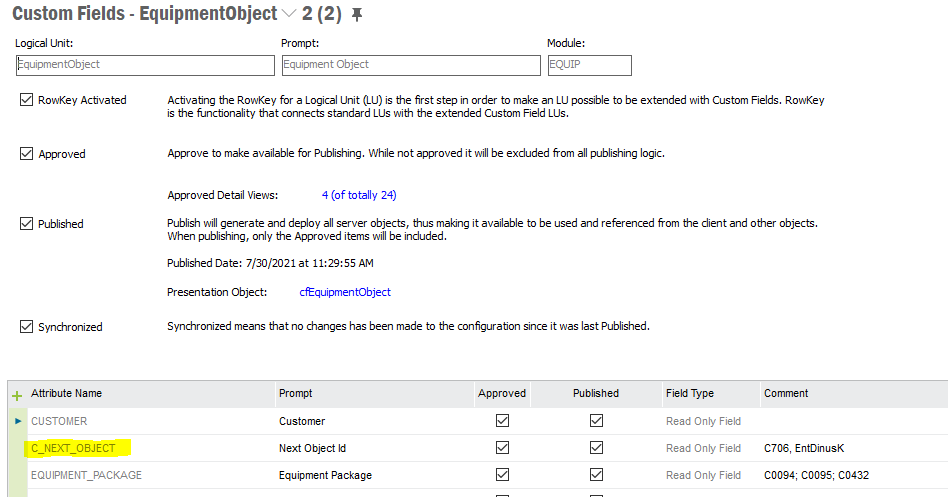 Custom Fields - EquipmentObject 2 (2)
Logical Unit: Prompt: Module:
EquipmentObject Equipment Object EQUIP
RowKey Activated Activating the RowKey for a Logical Unit (LU) is the first step in order to make an LU possible to be extended with Custom Fields. RowKey
is the functionality that connects standard LUs with the extended Custom Field LUs.
Approved Approve to make available for Publishing. While not approved it will be excluded from all publishing logic.
Approved Detail Views: 4 (of totally 24)
Published Publish will generate and deploy all server objects, thus making it available to be used and referenced from the client and other objects.
When publishing, only the Approved items will be included.
Published Date: 7/30/2021 at 11:29:55 AM
Presentation Object: cfEquipmentObject
Synchronized Synchronized means that no changes has been made to the configuration since it was last Published.
Attribute Name Prompt Approved Published Field Type Comment
CUSTOMER Customer Read Only Field
C_NEXT_OBJECT Next Object Id Read Only Field C706, EntDinusK
EQUIPMENT_PACKAGE Equipment Package Read Only Field C0094; C0095; C0432